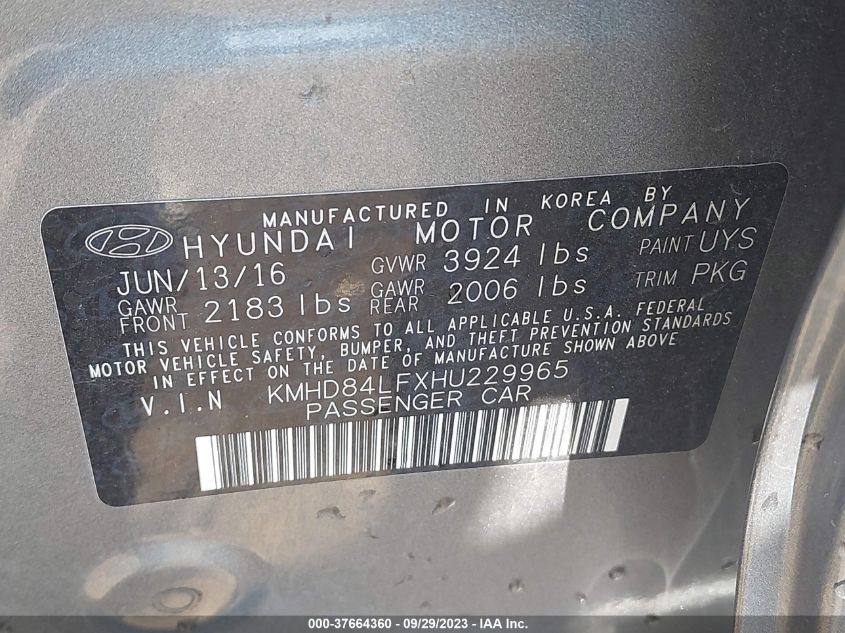 MANUFACTURED IN KOREA BY
HYUNDAI MOTOR COMPANY
JUN/13/16 GVWR 3924 lbs PAINT UYS
GAWR FRONT 2183 lbs GAWR REAR 2006 lbs TRIM PKG
THIS VEHICLE CONFORMS TO ALL APPLICABLE U.S.A. FEDERAL
MOTOR VEHICLE SAFETY, BUMPER, AND THEFT PREVENTION STANDARDS
IN EFFECT ON THE DATE OF MANUFACTURE SHOWN ABOVE
V.I.N KMHD84LFXHU229965
PASSENGER CAR
000-37664360 - 09/29/2023 - IAA Inc.